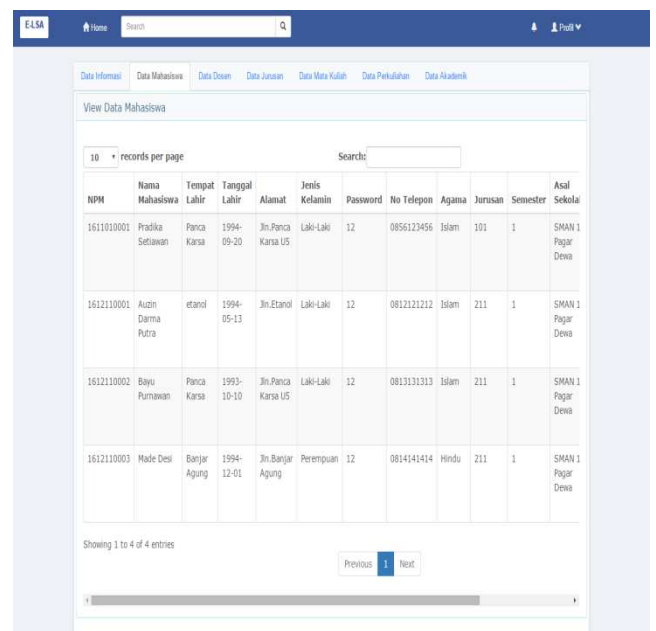 E-LSA Home Search Profil
Data Informasi Data Mahasiswa Data Dosen Data Jurusan Data Mata Kuliah Data Perkuliahan Data Akademik
View Data Mahasiswa
10 records per page Search:
NPM Nama Mahasiswa Tempat Lahir Tanggal Lahir Alamat Jenis Kelamin Password No Telepon Agama Jurusan Semester Asal Sekola
1611010001 Pradika Setiawan Panca Karsa 1994-09-20 Jln.Panca Karsa U5 Laki-Laki 12 0856123456 Islam 101 1 SMAN 1 Pagar Dewa
1612110001 Auzin Darma Putra etanol 1994-05-13 Jln.Etanol Laki-Laki 12 0812121212 Islam 211 1 SMAN 1 Pagar Dewa
1612110002 Bayu Purnawan Panca Karsa 1993-10-10 Jln.Panca Karsa U5 Laki-Laki 12 0813131313 Islam 211 1 SMAN 1 Pagar Dewa
1612110003 Made Desi Banjar Agung 1994-12-01 Jln.Banjar Agung Perempuan 12 0814141414 Hindu 211 1 SMAN 1 Pagar Dewa
Showing 1 to 4 of 4 entries
Previous 1 Next